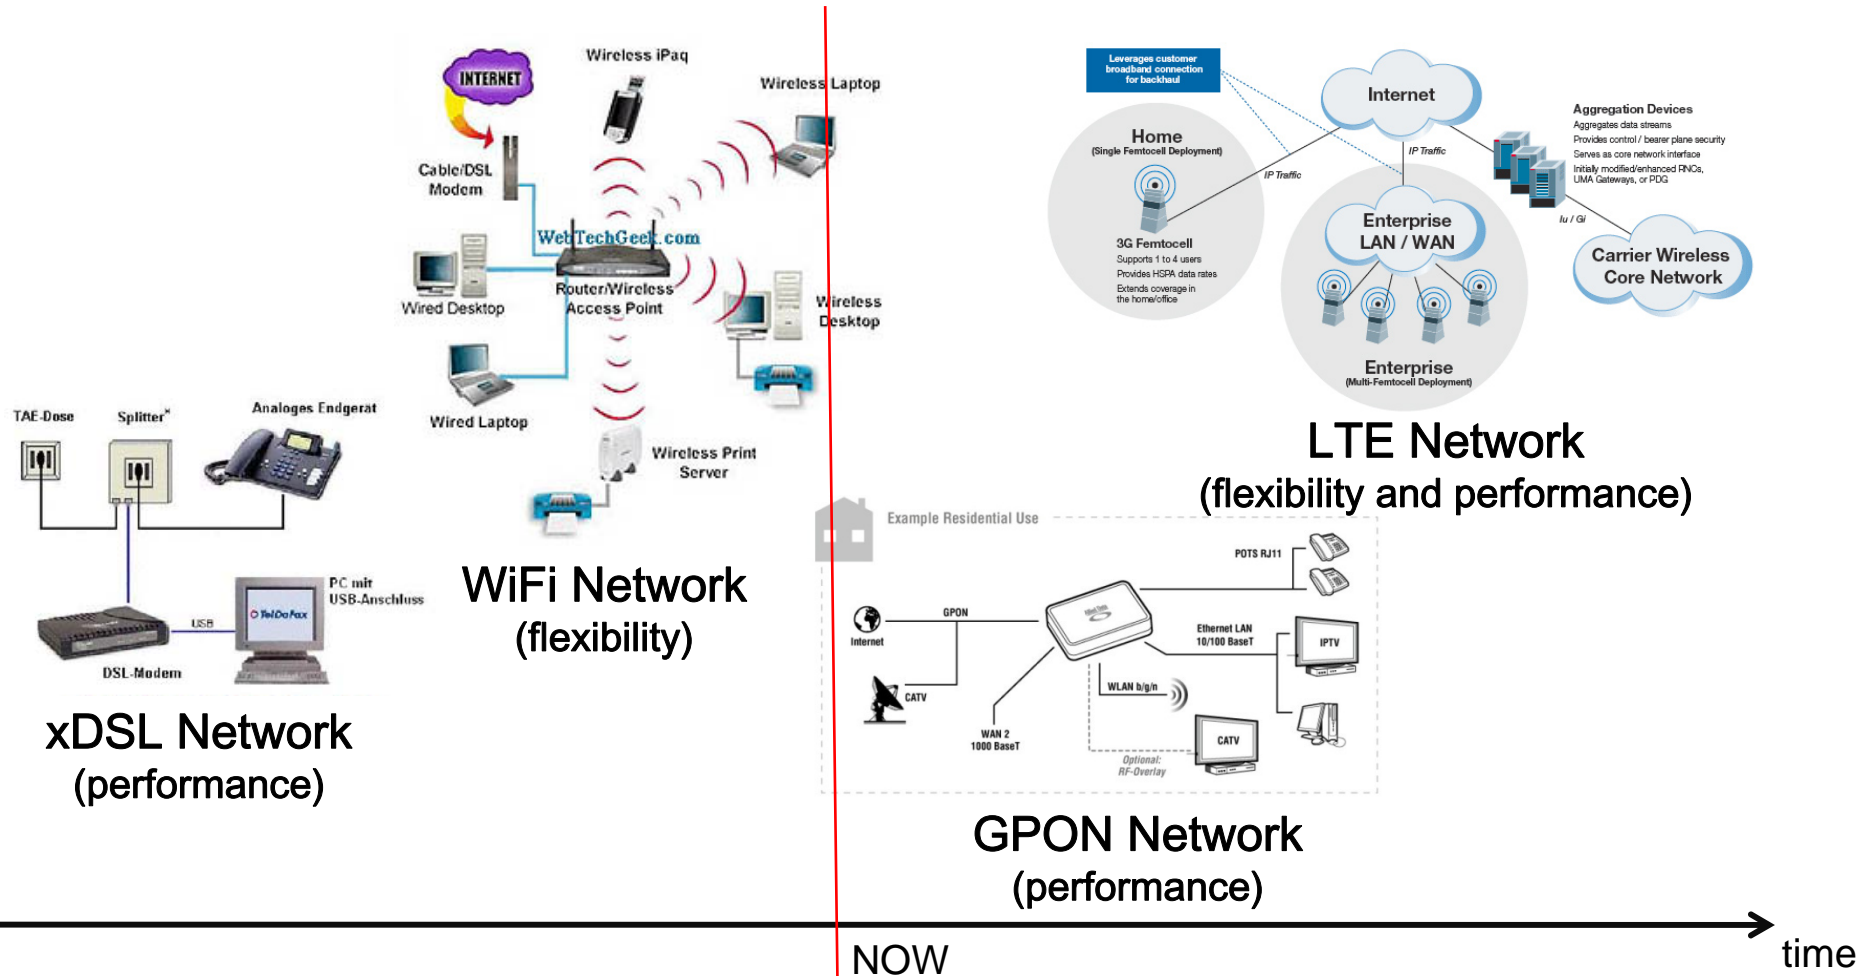 INTERNET
Wireless iPaq
Wireless Laptop
Cable/DSL
Modem
WebTechGeek.com
Router/Wireless
Access Point
Wired Desktop
Wireless
Desktop
Wired Laptop
Wireless Print
Server
WiFi Network
(flexibility)
TAE-Dose
Splitter*
Analoges Endgerät
PC mit
USB-Anschluss
TelDaFax
USB
DSL-Modem
xDSL Network
(performance)
Leverages customer
broadband connection
for backhaul
Internet
Home
(Single Femtocell Deployment)
IP Traffic
IP Traffic
3G Femtocell
Supports 1 to 4 users
Provides HSPA data rates
Extends coverage in
the home/office
Enterprise
LAN / WAN
Enterprise
(Multi-Femtocell Deployment)
Aggregation Devices
Aggregates data streams
Provides control / bearer plane security
Serves as core network interface
Initially modified/enhanced RNCs,
UMA Gateways, or PDG
Iu / Gi
Carrier Wireless
Core Network
LTE Network
(flexibility and performance)
Example Residential Use
POTS RJ11
GPON
Internet
CATV
Ethernet LAN
10/100 BaseT
IPTV
WLAN b/g/n
WAN 2
1000 BaseT
CATV
Optional:
RF-Overlay
GPON Network
(performance)
NOW
time